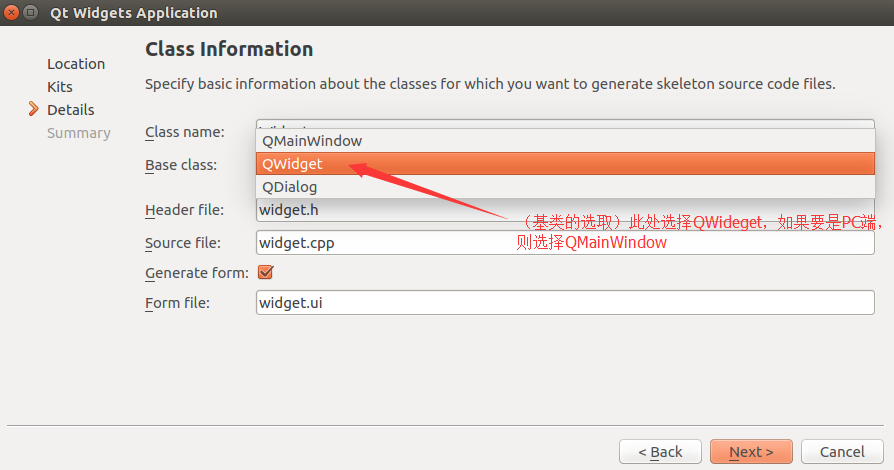 Qt Widgets Application
Class Information
Location
Kits
Details
Summary
Specify basic information about the classes for which you want to generate skeleton source code files.
Class name:
QMainWindow
Base class:
QWidget
QDialog
Header file:
widget.h
（基类的选取）此处选择QWideget，如果要是PC端，
则选择QMainWindow
Source file:
widget.cpp
Generate form:
Form file:
widget.ui
< Back
Next >
Cancel